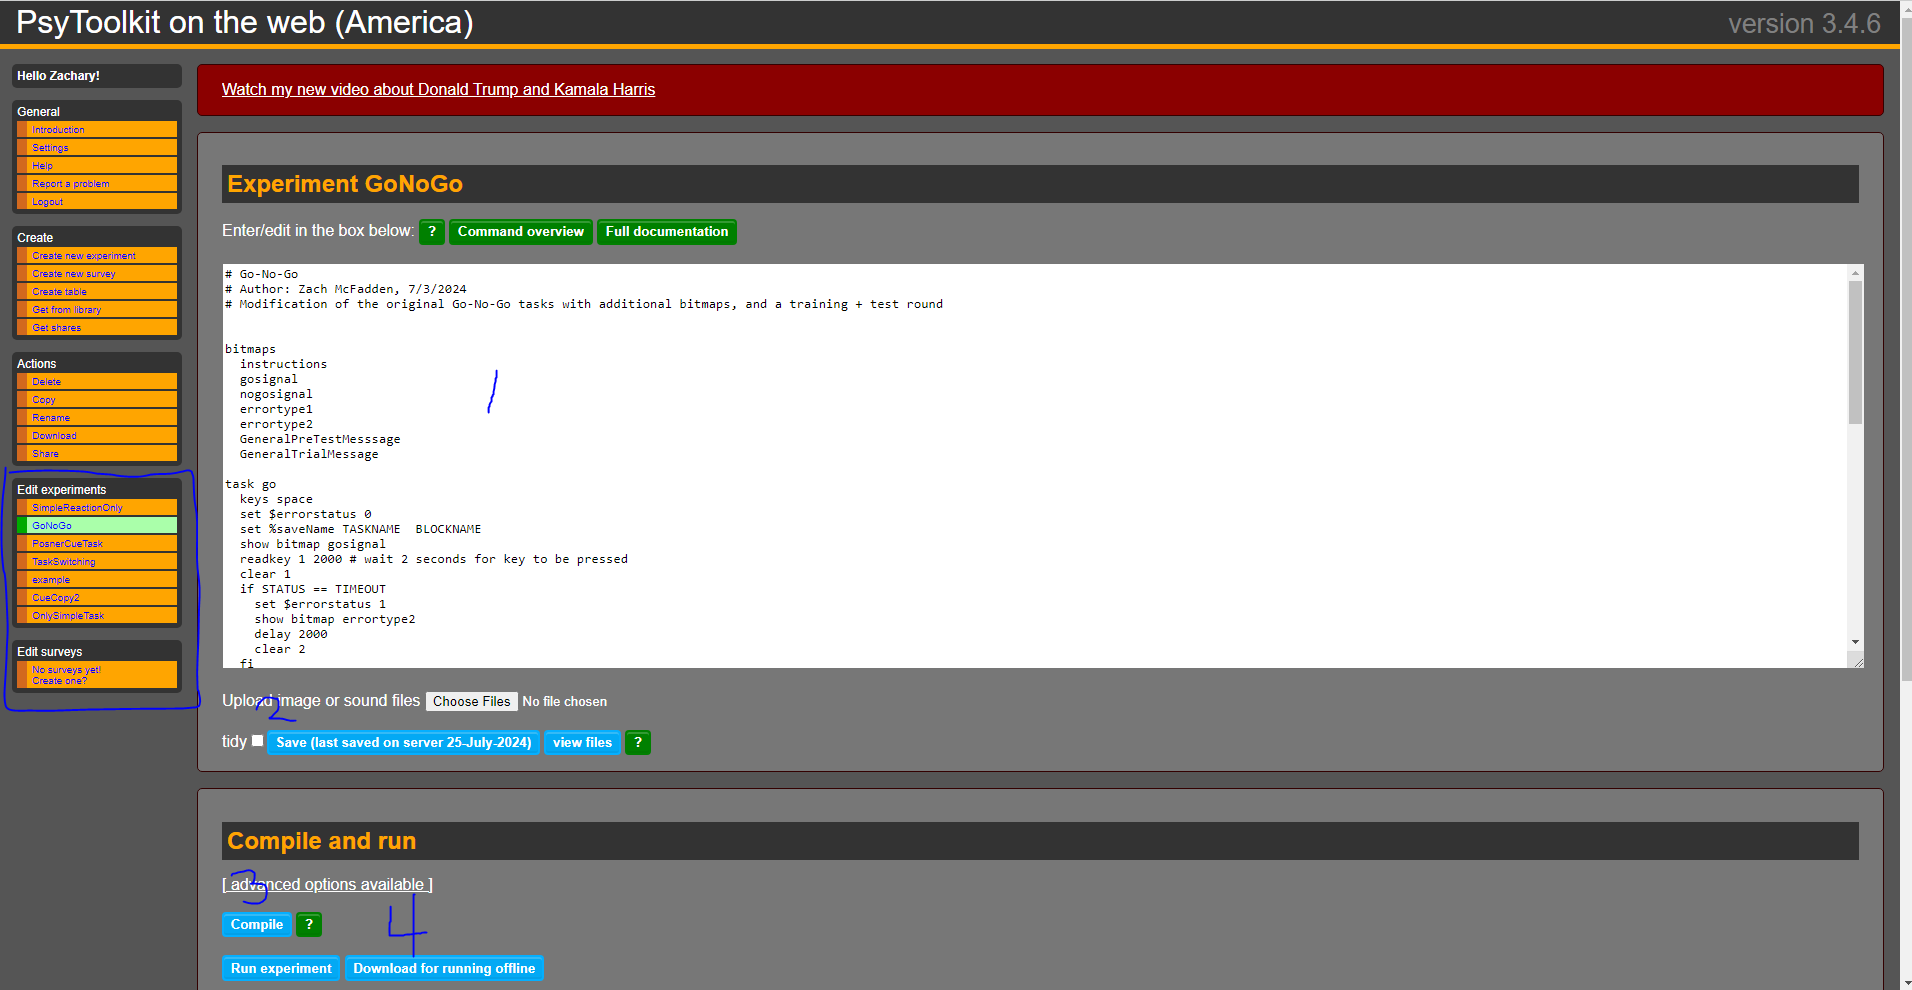 PsyToolkit on the web (America)
version 3.4.6
Hello Zachary!
General
Introduction
Settings
Help
Report a problem
Logout
Create
Create new experiment
Create new survey
Create table
Get from library
Get shares
Actions
Delete
Copy
Rename
Download
Share
Edit experiments
SimpleReactionOnly
GoNoGo
PosnerCueTask
TaskSwitching
example
CueCopy2
OnlySimpleTask
Edit surveys
No surveys yet!
Create one?
Watch my new video about Donald Trump and Kamala Harris
Experiment GoNoGo
Enter/edit in the box below: ? Command overview Full documentation
# Go-No-Go
# Author: Zach McFadden, 7/3/2024
# Modification of the original Go-No-Go tasks with additional bitmaps, and a training + test round
bitmaps
instructions
gosignal
nogosignal
errortype1
errortype2
GeneralPreTestMesssage
GeneralTrialMessage
1
task go
keys space
set $errorstatus 0
set %saveName TASKNAME BLOCKNAME
show bitmap gosignal
readkey 1 2000 # wait 2 seconds for key to be pressed
clear 1
if STATUS == TIMEOUT
set $errorstatus 1
show bitmap errortype2
delay 2000
clear 2
fi
Upload image or sound files Choose Files No file chosen
2
tidy Save (last saved on server 25-July-2024) view files ?
Compile and run
[ advanced options available ]
3
4
Compile ?
Run experiment Download for running offline